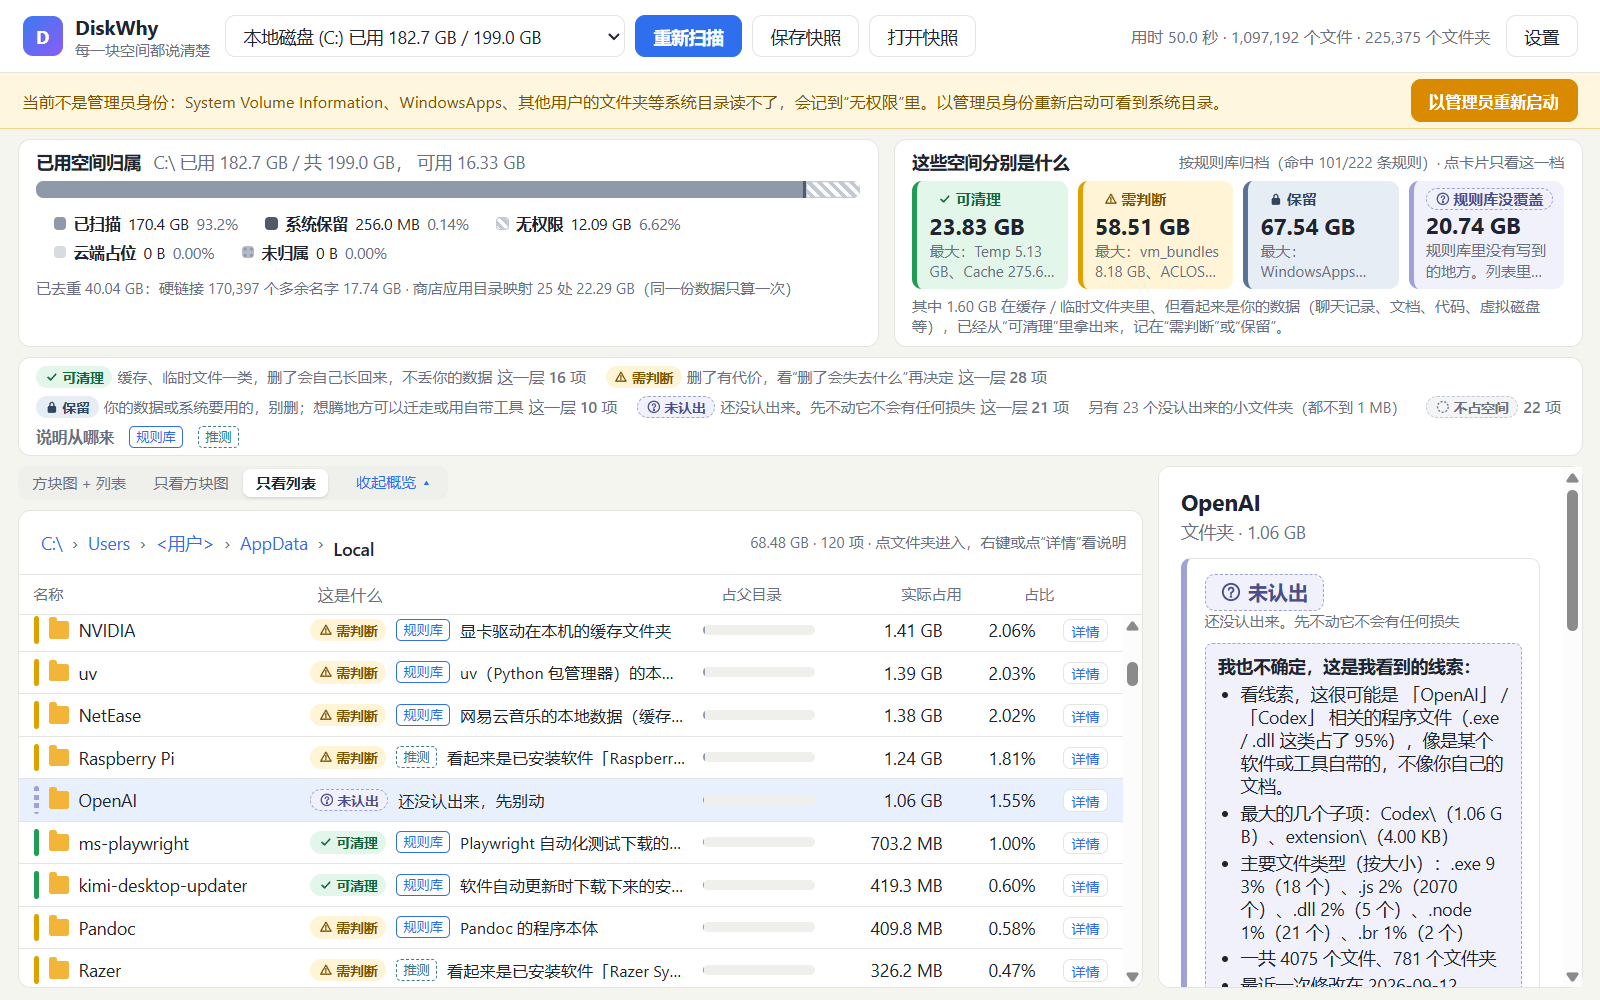 D
DiskWhy
每一块空间都说清楚
本地磁盘 (C:) 已用 182.7 GB / 199.0 GB
重新扫描
保存快照
打开快照
用时 50.0 秒 · 1,097,192 个文件 · 225,375 个文件夹
设置
当前不是管理员身份：System Volume Information、WindowsApps、其他用户的文件夹等系统目录读不了，会记到“无权限”里。以管理员身份重新启动可看到系统目录。
以管理员重新启动
已用空间归属 C:\ 已用 182.7 GB / 共 199.0 GB， 可用 16.33 GB
已扫描 170.4 GB 93.2% 系统保留 256.0 MB 0.14% 无权限 12.09 GB 6.62%
云端占位 0 B 0.00% 未归属 0 B 0.00%
已去重 40.04 GB：硬链接 170,397 个多余名字 17.74 GB · 商店应用目录映射 25 处 22.29 GB（同一份数据只算一次）
这些空间分别是什么
按规则库归档（命中 101/222 条规则）· 点卡片只看这一档
可清理
23.83 GB
最大：Temp 5.13
GB、Cache 275.6...
需判断
58.51 GB
最大：vm_bundles
8.18 GB、ACLOS...
保留
67.54 GB
最大：
WindowsApps...
规则库没覆盖
20.74 GB
规则库里没有写到
的地方。列表里...
其中 1.60 GB 在缓存 / 临时文件夹里、但看起来是你的数据（聊天记录、文档、代码、虚拟磁盘
等），已经从“可清理”里拿出来，记在“需判断”或“保留”。
可清理 缓存、临时文件一类，删了会自己长回来，不丢你的数据 这一层 16 项 需判断 删了有代价，看“删了会失去什么”再决定 这一层 28 项
保留 你的数据或系统要用的，别删；想腾地方可以迁走或用自带工具 这一层 10 项 未认出 还没认出来。先不动它不会有任何损失 这一层 21 项 另有 23 个没认出来的小文件夹（都不到 1 MB） 不占空间 22 项
说明从哪来 规则库 推测
方块图 + 列表
只看方块图
只看列表
收起概览
C:\ › Users › <用户> › AppData › Local
68.48 GB · 120 项 · 点文件夹进入，右键或点“详情”看说明
名称 这是什么 占父目录 实际占用 占比
NVIDIA 需判断 规则库 显卡驱动在本机的缓存文件夹 1.41 GB 2.06% 详情
uv 需判断 规则库 uv（Python 包管理器）的本... 1.39 GB 2.03% 详情
NetEase 需判断 规则库 网易云音乐的本地数据（缓存... 1.38 GB 2.02% 详情
Raspberry Pi 需判断 推测 看起来是已安装软件「Raspberr... 1.24 GB 1.81% 详情
OpenAI 未认出 还没认出来，先别动 1.06 GB 1.55% 详情
ms-playwright 可清理 规则库 Playwright 自动化测试下载的... 703.2 MB 1.00% 详情
kimi-desktop-updater 可清理 规则库 软件自动更新时下载下来的安... 419.3 MB 0.60% 详情
Pandoc 需判断 规则库 Pandoc 的程序本体 409.8 MB 0.58% 详情
Razer 需判断 推测 看起来是已安装软件「Razer Sy... 326.2 MB 0.47% 详情
OpenAI
文件夹 · 1.06 GB
未认出
还没认出来。先不动它不会有任何损失
我也不确定，这是我看到的线索：
看线索，这很可能是 「OpenAI」 /
「Codex」 相关的程序文件（.exe
/ .dll 这类占了 95%），像是某个
软件或工具自带的，不像你自己的
文档。
最大的几个子项：Codex\（1.06 G
B）、extension\（4.00 KB）
主要文件类型（按大小）：.exe 9
3%（18 个）、.js 2%（2070
个）、.dll 2%（5 个）、.node
1%（21 个）、.br 1%（2 个）
一共 4075 个文件、781 个文件夹
最近一次修改在 2026-09-12